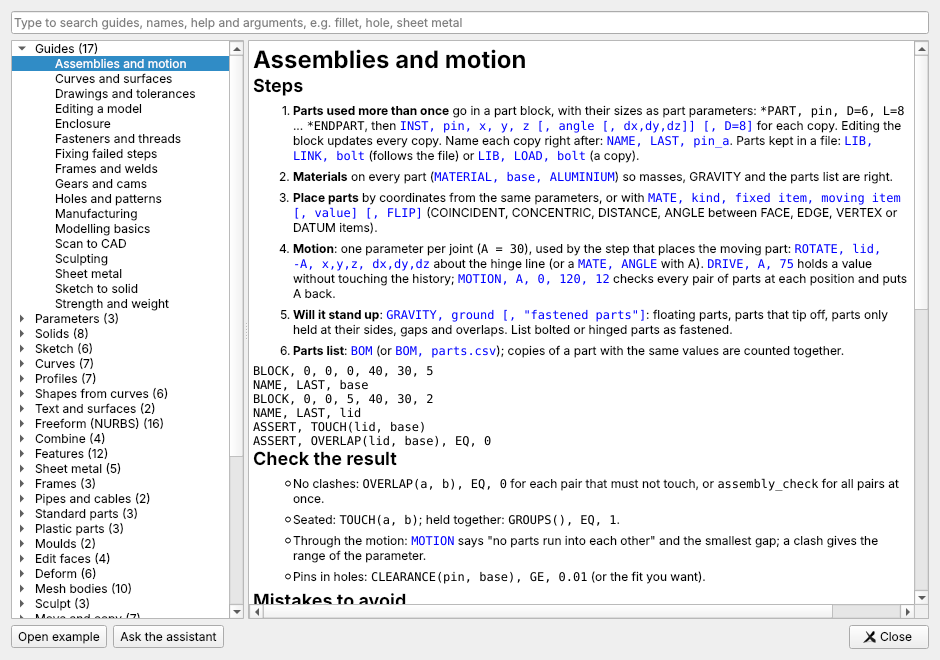 Type to search guides, names, help and arguments, e.g. fillet, hole, sheet metal
Guides (17)
Assemblies and motion
Curves and surfaces
Drawings and tolerances
Editing a model
Enclosure
Fasteners and threads
Fixing failed steps
Frames and welds
Gears and cams
Holes and patterns
Manufacturing
Modelling basics
Scan to CAD
Sculpting
Sheet metal
Sketch to solid
Strength and weight
Parameters (3)
Solids (8)
Sketch (6)
Curves (7)
Profiles (7)
Shapes from curves (6)
Text and surfaces (2)
Freeform (NURBS) (16)
Combine (4)
Features (12)
Sheet metal (5)
Frames (3)
Pipes and cables (2)
Standard parts (3)
Plastic parts (3)
Moulds (2)
Edit faces (4)
Deform (6)
Mesh bodies (10)
Sculpt (3)
Move and copy (7)
Assemblies and motion
Steps
1. Parts used more than once go in a part block, with their sizes as part parameters: *PART, pin, D=6, L=8
... *ENDPART, then INST, pin, x, y, z [, angle [, dx,dy,dz]] [, D=8] for each copy. Editing the
block updates every copy. Name each copy right after: NAME, LAST, pin_a. Parts kept in a file: LIB,
LINK, bolt (follows the file) or LIB, LOAD, bolt (a copy).
2. Materials on every part (MATERIAL, base, ALUMINIUM) so masses, GRAVITY and the parts list are right.
3. Place parts by coordinates from the same parameters, or with MATE, kind, fixed item, moving item
[, value] [, FLIP] (COINCIDENT, CONCENTRIC, DISTANCE, ANGLE between FACE, EDGE, VERTEX or
DATUM items).
4. Motion: one parameter per joint (A = 30), used by the step that places the moving part: ROTATE, lid,
-A, x,y,z, dx,dy,dz about the hinge line (or a MATE, ANGLE with A). DRIVE, A, 75 holds a value
without touching the history; MOTION, A, 0, 120, 12 checks every pair of parts at each position and puts
A back.
5. Will it stand up: GRAVITY, ground [, "fastened parts"]: floating parts, parts that tip off, parts only
held at their sides, gaps and overlaps. List bolted or hinged parts as fastened.
6. Parts list: BOM (or BOM, parts.csv); copies of a part with the same values are counted together.
BLOCK, 0, 0, 0, 40, 30, 5
NAME, LAST, base
BLOCK, 0, 0, 5, 40, 30, 2
NAME, LAST, lid
ASSERT, TOUCH(lid, base)
ASSERT, OVERLAP(lid, base), EQ, 0
Check the result
No clashes: OVERLAP(a, b), EQ, 0 for each pair that must not touch, or assembly_check for all pairs at
once.
Seated: TOUCH(a, b); held together: GROUPS(), EQ, 1.
Through the motion: MOTION says "no parts run into each other" and the smallest gap; a clash gives the
range of the parameter.
Pins in holes: CLEARANCE(pin, base), GE, 0.01 (or the fit you want).
Mistakes to avoid
Open example
Ask the assistant
Close